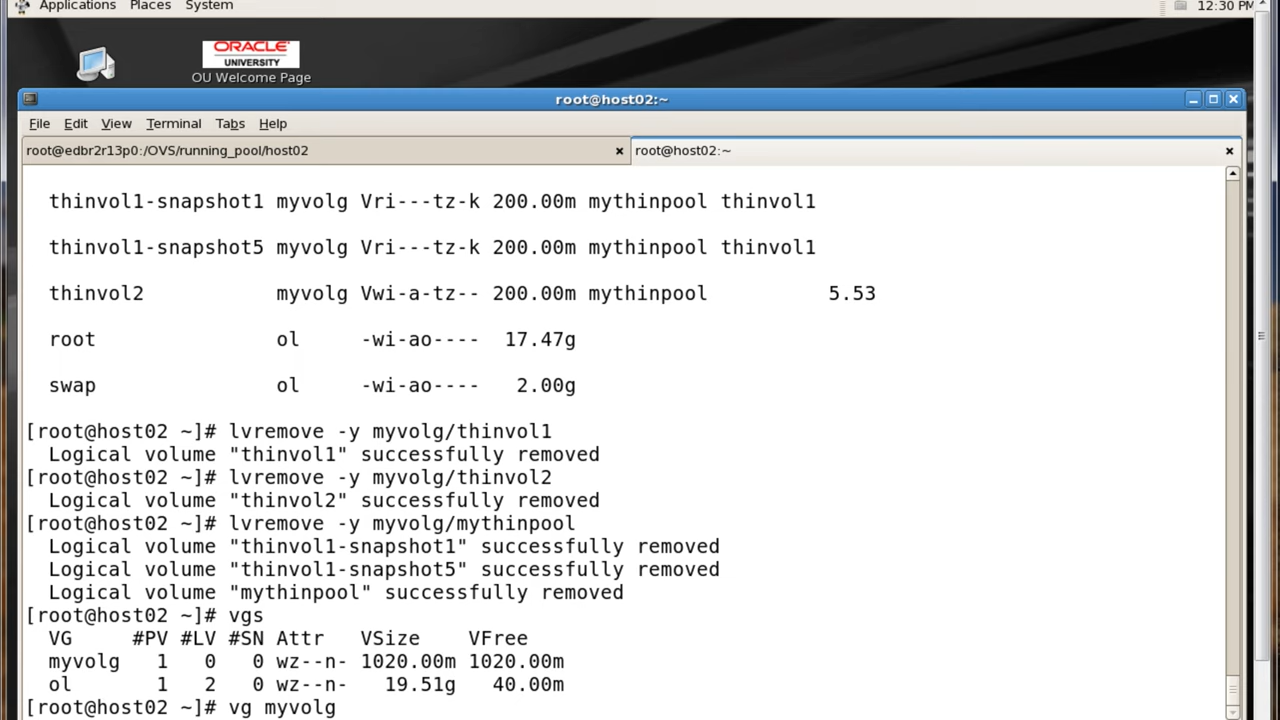 Applications Places System 12:30 PM
ORACLE
UNIVERSITY
OU Welcome Page
root@host02:~
File Edit View Terminal Tabs Help
root@edbr2r13p0:/OVS/running_pool/host02 root@host02:~
thinvol1-snapshot1 myvolg Vri---tz-k 200.00m mythinpool thinvol1
thinvol1-snapshot5 myvolg Vri---tz-k 200.00m mythinpool thinvol1
thinvol2 myvolg Vwi-a-tz-- 200.00m mythinpool 5.53
root ol -wi-ao---- 17.47g
swap ol -wi-ao---- 2.00g
[root@host02 ~]# lvremove -y myvolg/thinvol1
Logical volume "thinvol1" successfully removed
[root@host02 ~]# lvremove -y myvolg/thinvol2
Logical volume "thinvol2" successfully removed
[root@host02 ~]# lvremove -y myvolg/mythinpool
Logical volume "thinvol1-snapshot1" successfully removed
Logical volume "thinvol1-snapshot5" successfully removed
Logical volume "mythinpool" successfully removed
[root@host02 ~]# vgs
VG #PV #LV #SN Attr VSize VFree
myvolg 1 0 0 wz--n- 1020.00m 1020.00m
ol 1 2 0 wz--n- 19.51g 40.00m
[root@host02 ~]# vg myvolg